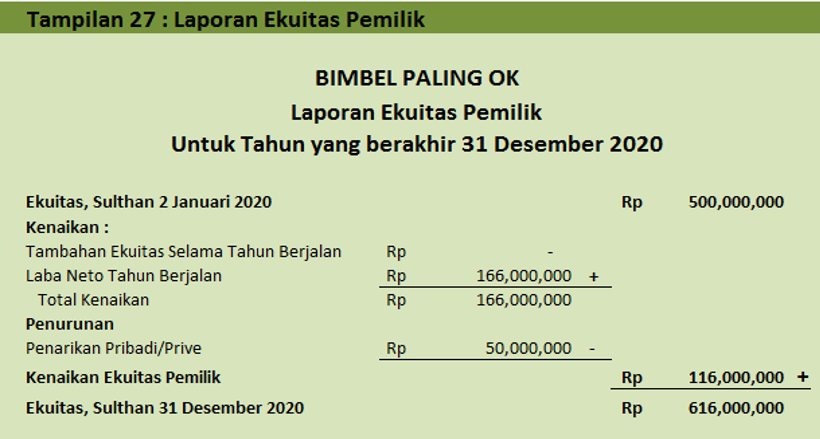 Tampilan 27 : Laporan Ekuitas Pemilik
BIMBEL PALING OK
Laporan Ekuitas Pemilik
Untuk Tahun yang berakhir 31 Desember 2020
Ekuitas, Sulthan 2 Januari 2020 Rp 500,000,000
Kenaikan :
Tambahan Ekuitas Selama Tahun Berjalan Rp -
Laba Neto Tahun Berjalan Rp 166,000,000 +
Total Kenaikan Rp 166,000,000
Penurunan
Penarikan Pribadi/Prive Rp 50,000,000 -
Kenaikan Ekuitas Pemilik Rp 116,000,000 +
Ekuitas, Sulthan 31 Desember 2020 Rp 616,000,000